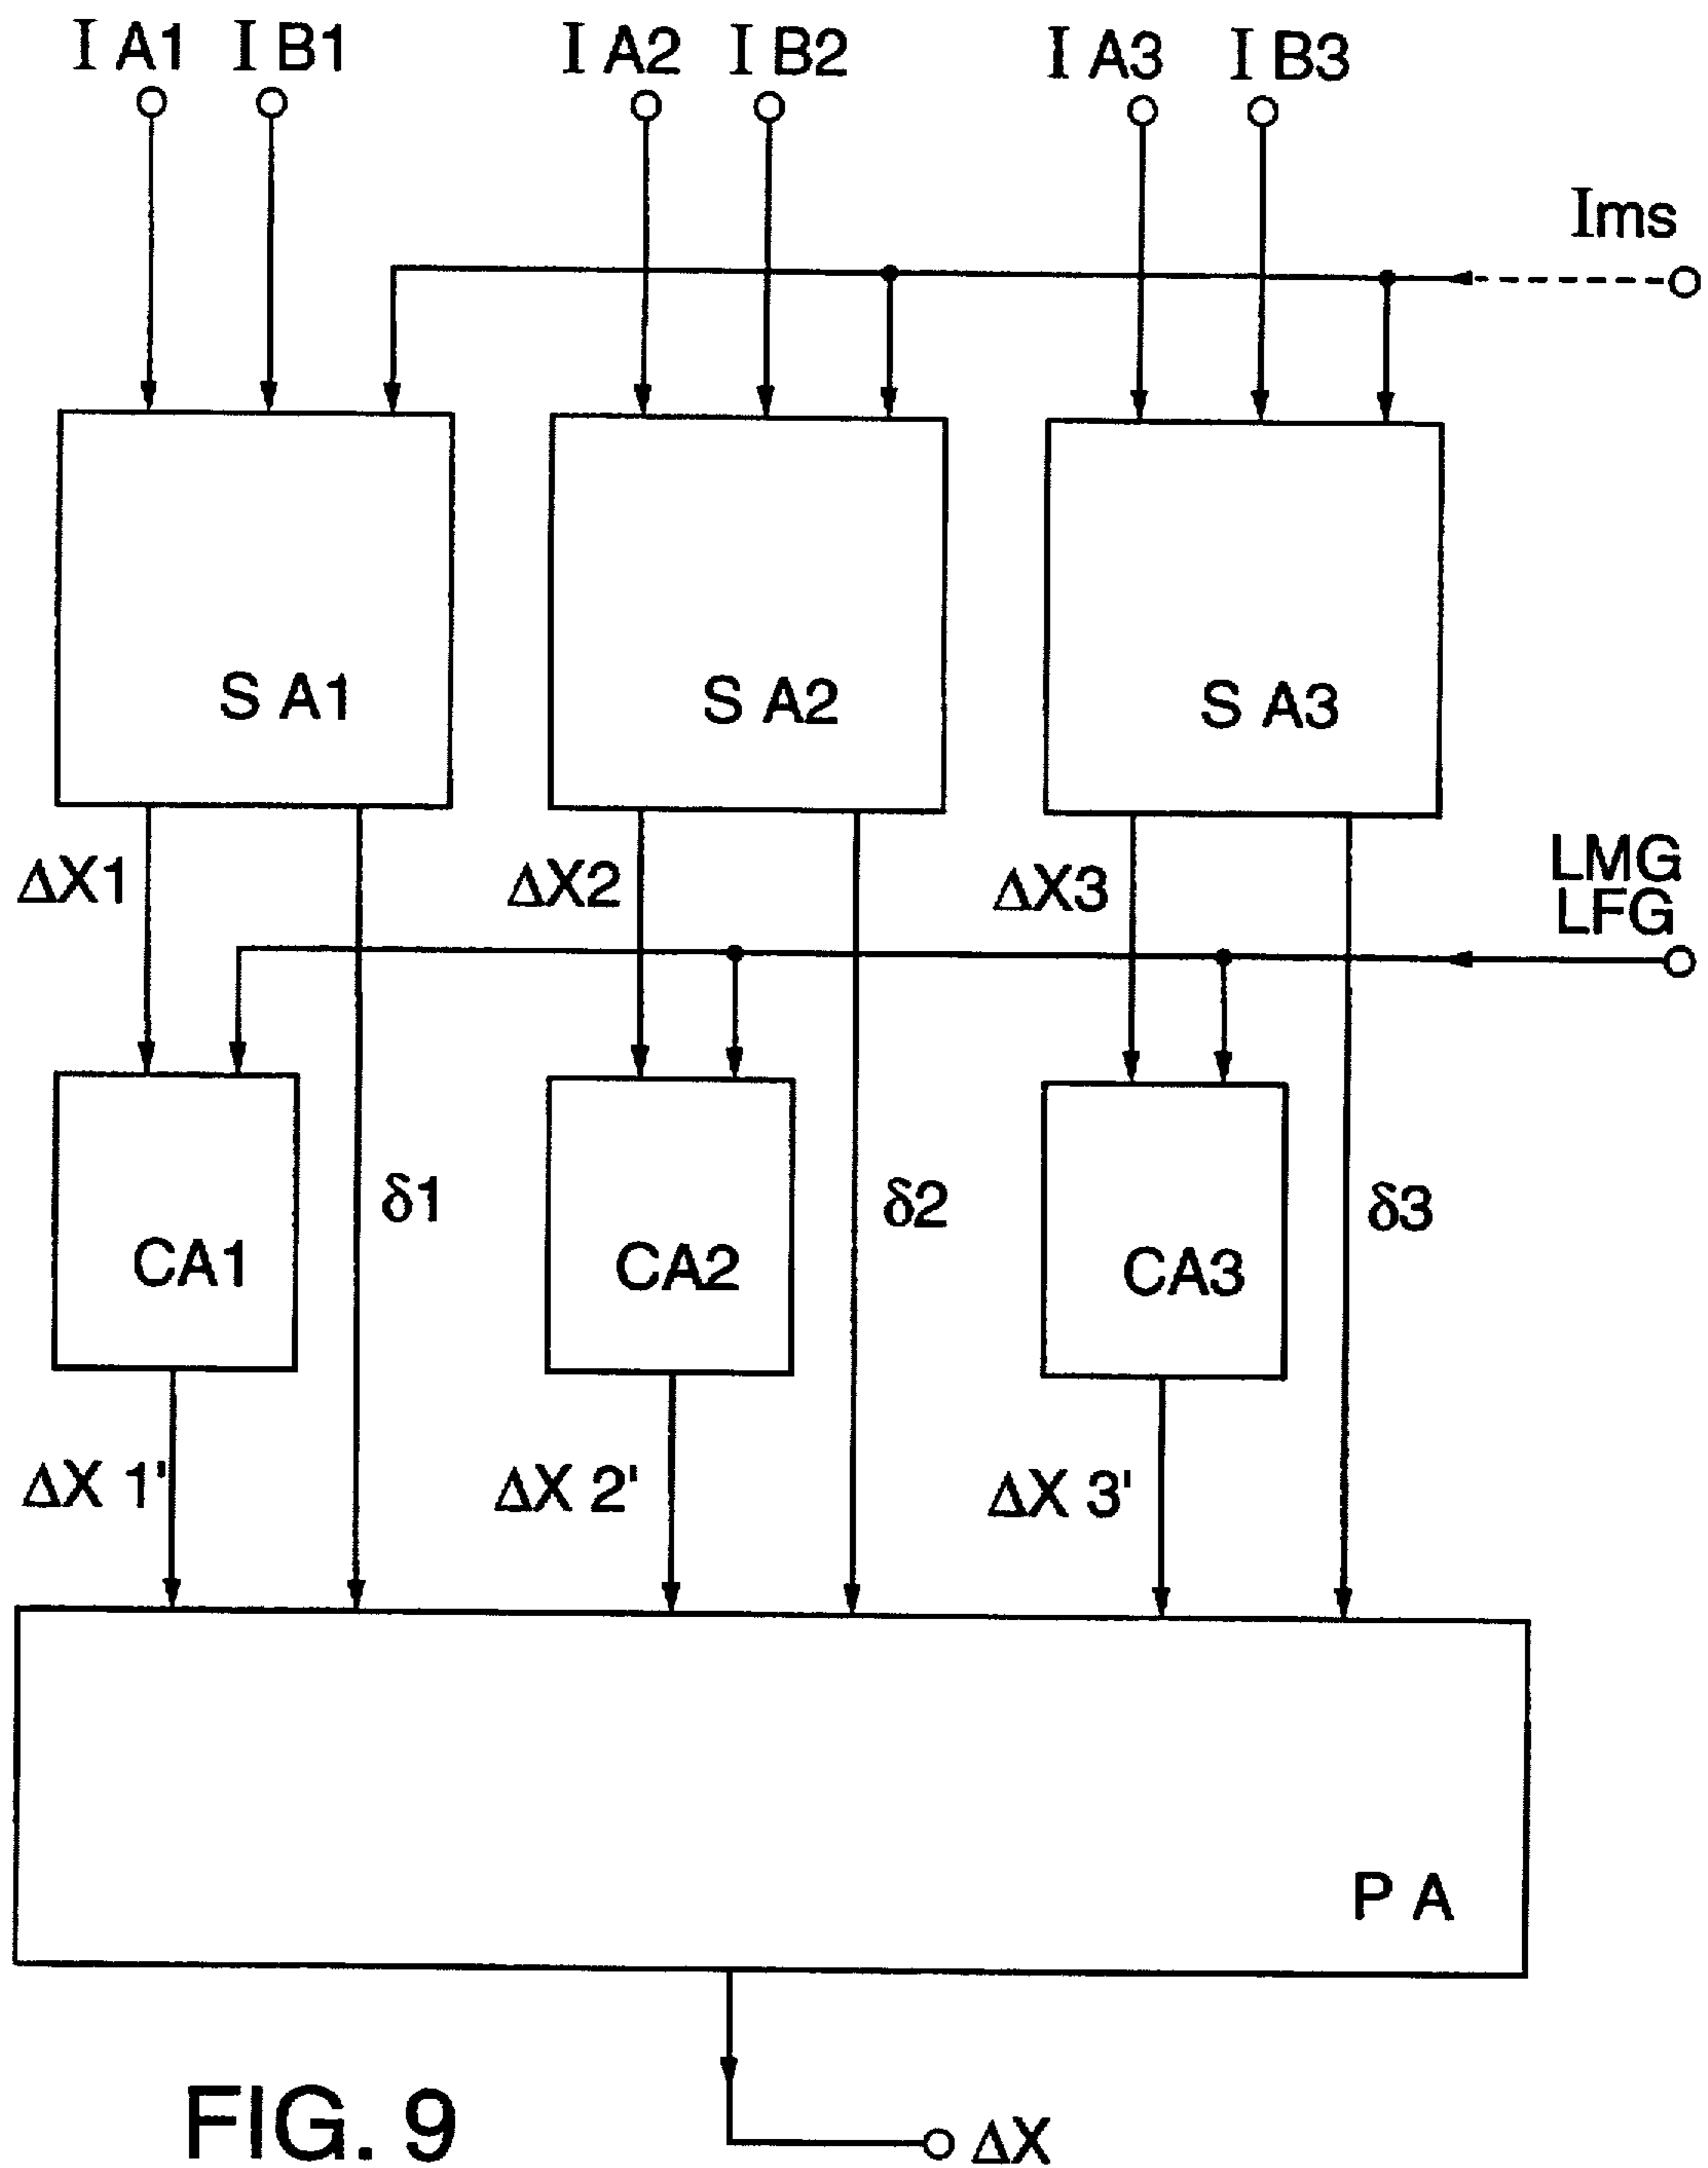 I A1 I B1 I A2 I B2 I A3 I B3
Ims
S A1 S A2 S A3
ΔX1 ΔX2 ΔX3
LMG
LFG
δ1 δ2 δ3
CA1 CA2 CA3
ΔX 1' ΔX 2' ΔX 3'
P A
FIG. 9
ΔX